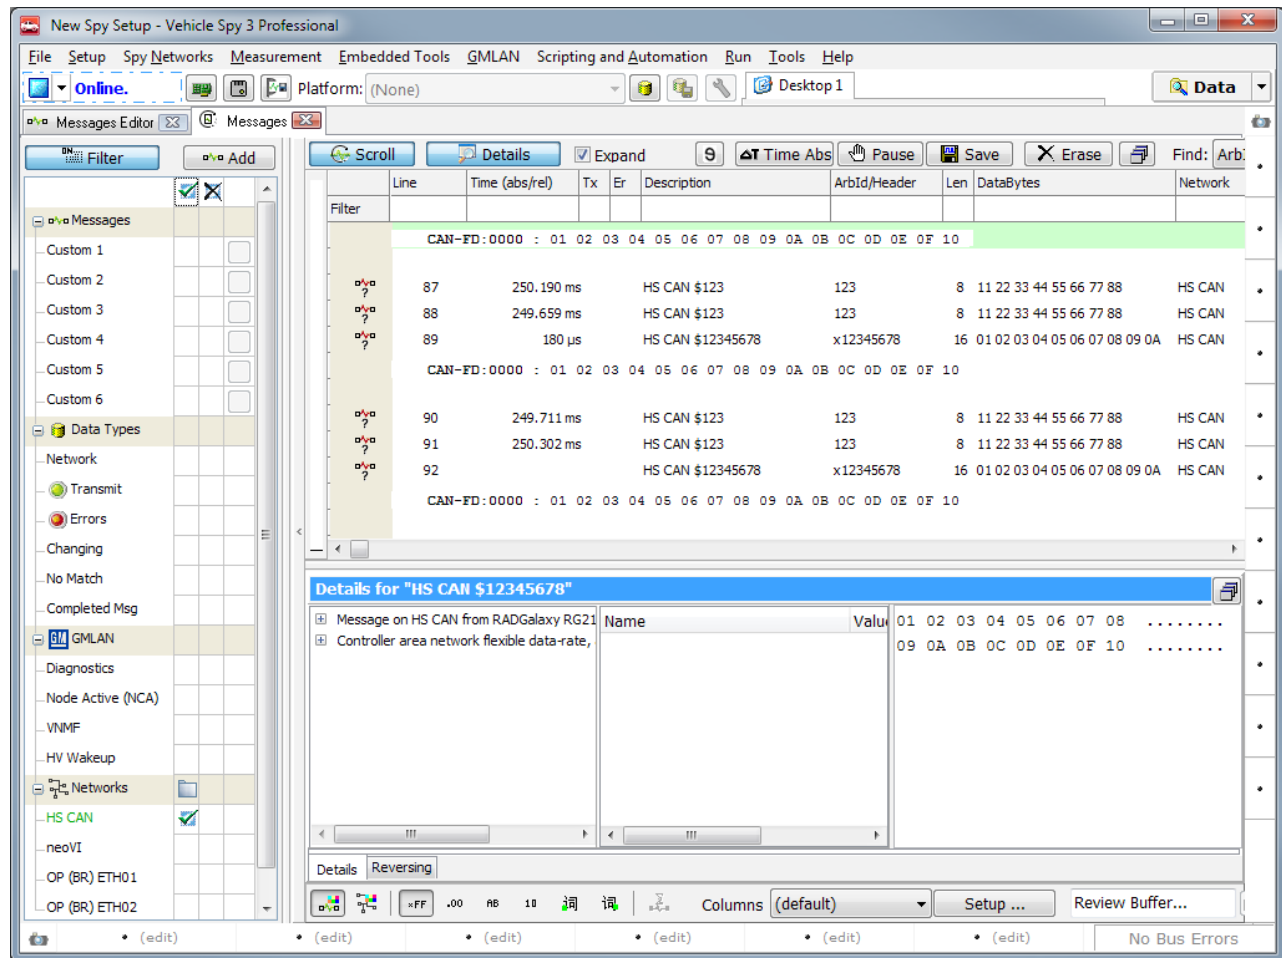 New Spy Setup - Vehicle Spy 3 Professional
File Setup Spy Networks Measurement Embedded Tools GMLAN Scripting and Automation Run Tools Help
Online. Platform: (None) Desktop 1 Data
Messages Editor Messages
ON Filter Add Scroll Details Expand 9 ΔT Time Abs Pause Save Erase Find: Arb
Line Time (abs/rel) Tx Er Description ArbId/Header Len DataBytes Network
Filter
Messages
CAN-FD:0000 : 01 02 03 04 05 06 07 08 09 0A 0B 0C 0D 0E 0F 10
Custom 1
Custom 2
? 87 250.190 ms HS CAN $123 123 8 11 22 33 44 55 66 77 88 HS CAN
Custom 3
? 88 249.659 ms HS CAN $123 123 8 11 22 33 44 55 66 77 88 HS CAN
Custom 4
? 89 180 µs HS CAN $12345678 x12345678 16 01 02 03 04 05 06 07 08 09 0A HS CAN
Custom 5
CAN-FD:0000 : 01 02 03 04 05 06 07 08 09 0A 0B 0C 0D 0E 0F 10
Custom 6
? 90 249.711 ms HS CAN $123 123 8 11 22 33 44 55 66 77 88 HS CAN
Data Types
? 91 250.302 ms HS CAN $123 123 8 11 22 33 44 55 66 77 88 HS CAN
Network
? 92 HS CAN $12345678 x12345678 16 01 02 03 04 05 06 07 08 09 0A HS CAN
Transmit
CAN-FD:0000 : 01 02 03 04 05 06 07 08 09 0A 0B 0C 0D 0E 0F 10
Errors
Changing
No Match
Completed Msg
GM GMLAN
Diagnostics
Node Active (NCA)
VNMF
HV Wakeup
Networks
HS CAN
neoVI
OP (BR) ETH01
OP (BR) ETH02
Details for "HS CAN $12345678"
Message on HS CAN from RADGalaxy RG21 Name Valu 01 02 03 04 05 06 07 08 ........
Controller area network flexible data-rate, 09 0A 0B 0C 0D 0E 0F 10 ........
Details Reversing
xFF .00 AB 10 词 词 Columns (default) Setup ... Review Buffer...
(edit) (edit) (edit) (edit) (edit) (edit) No Bus Errors